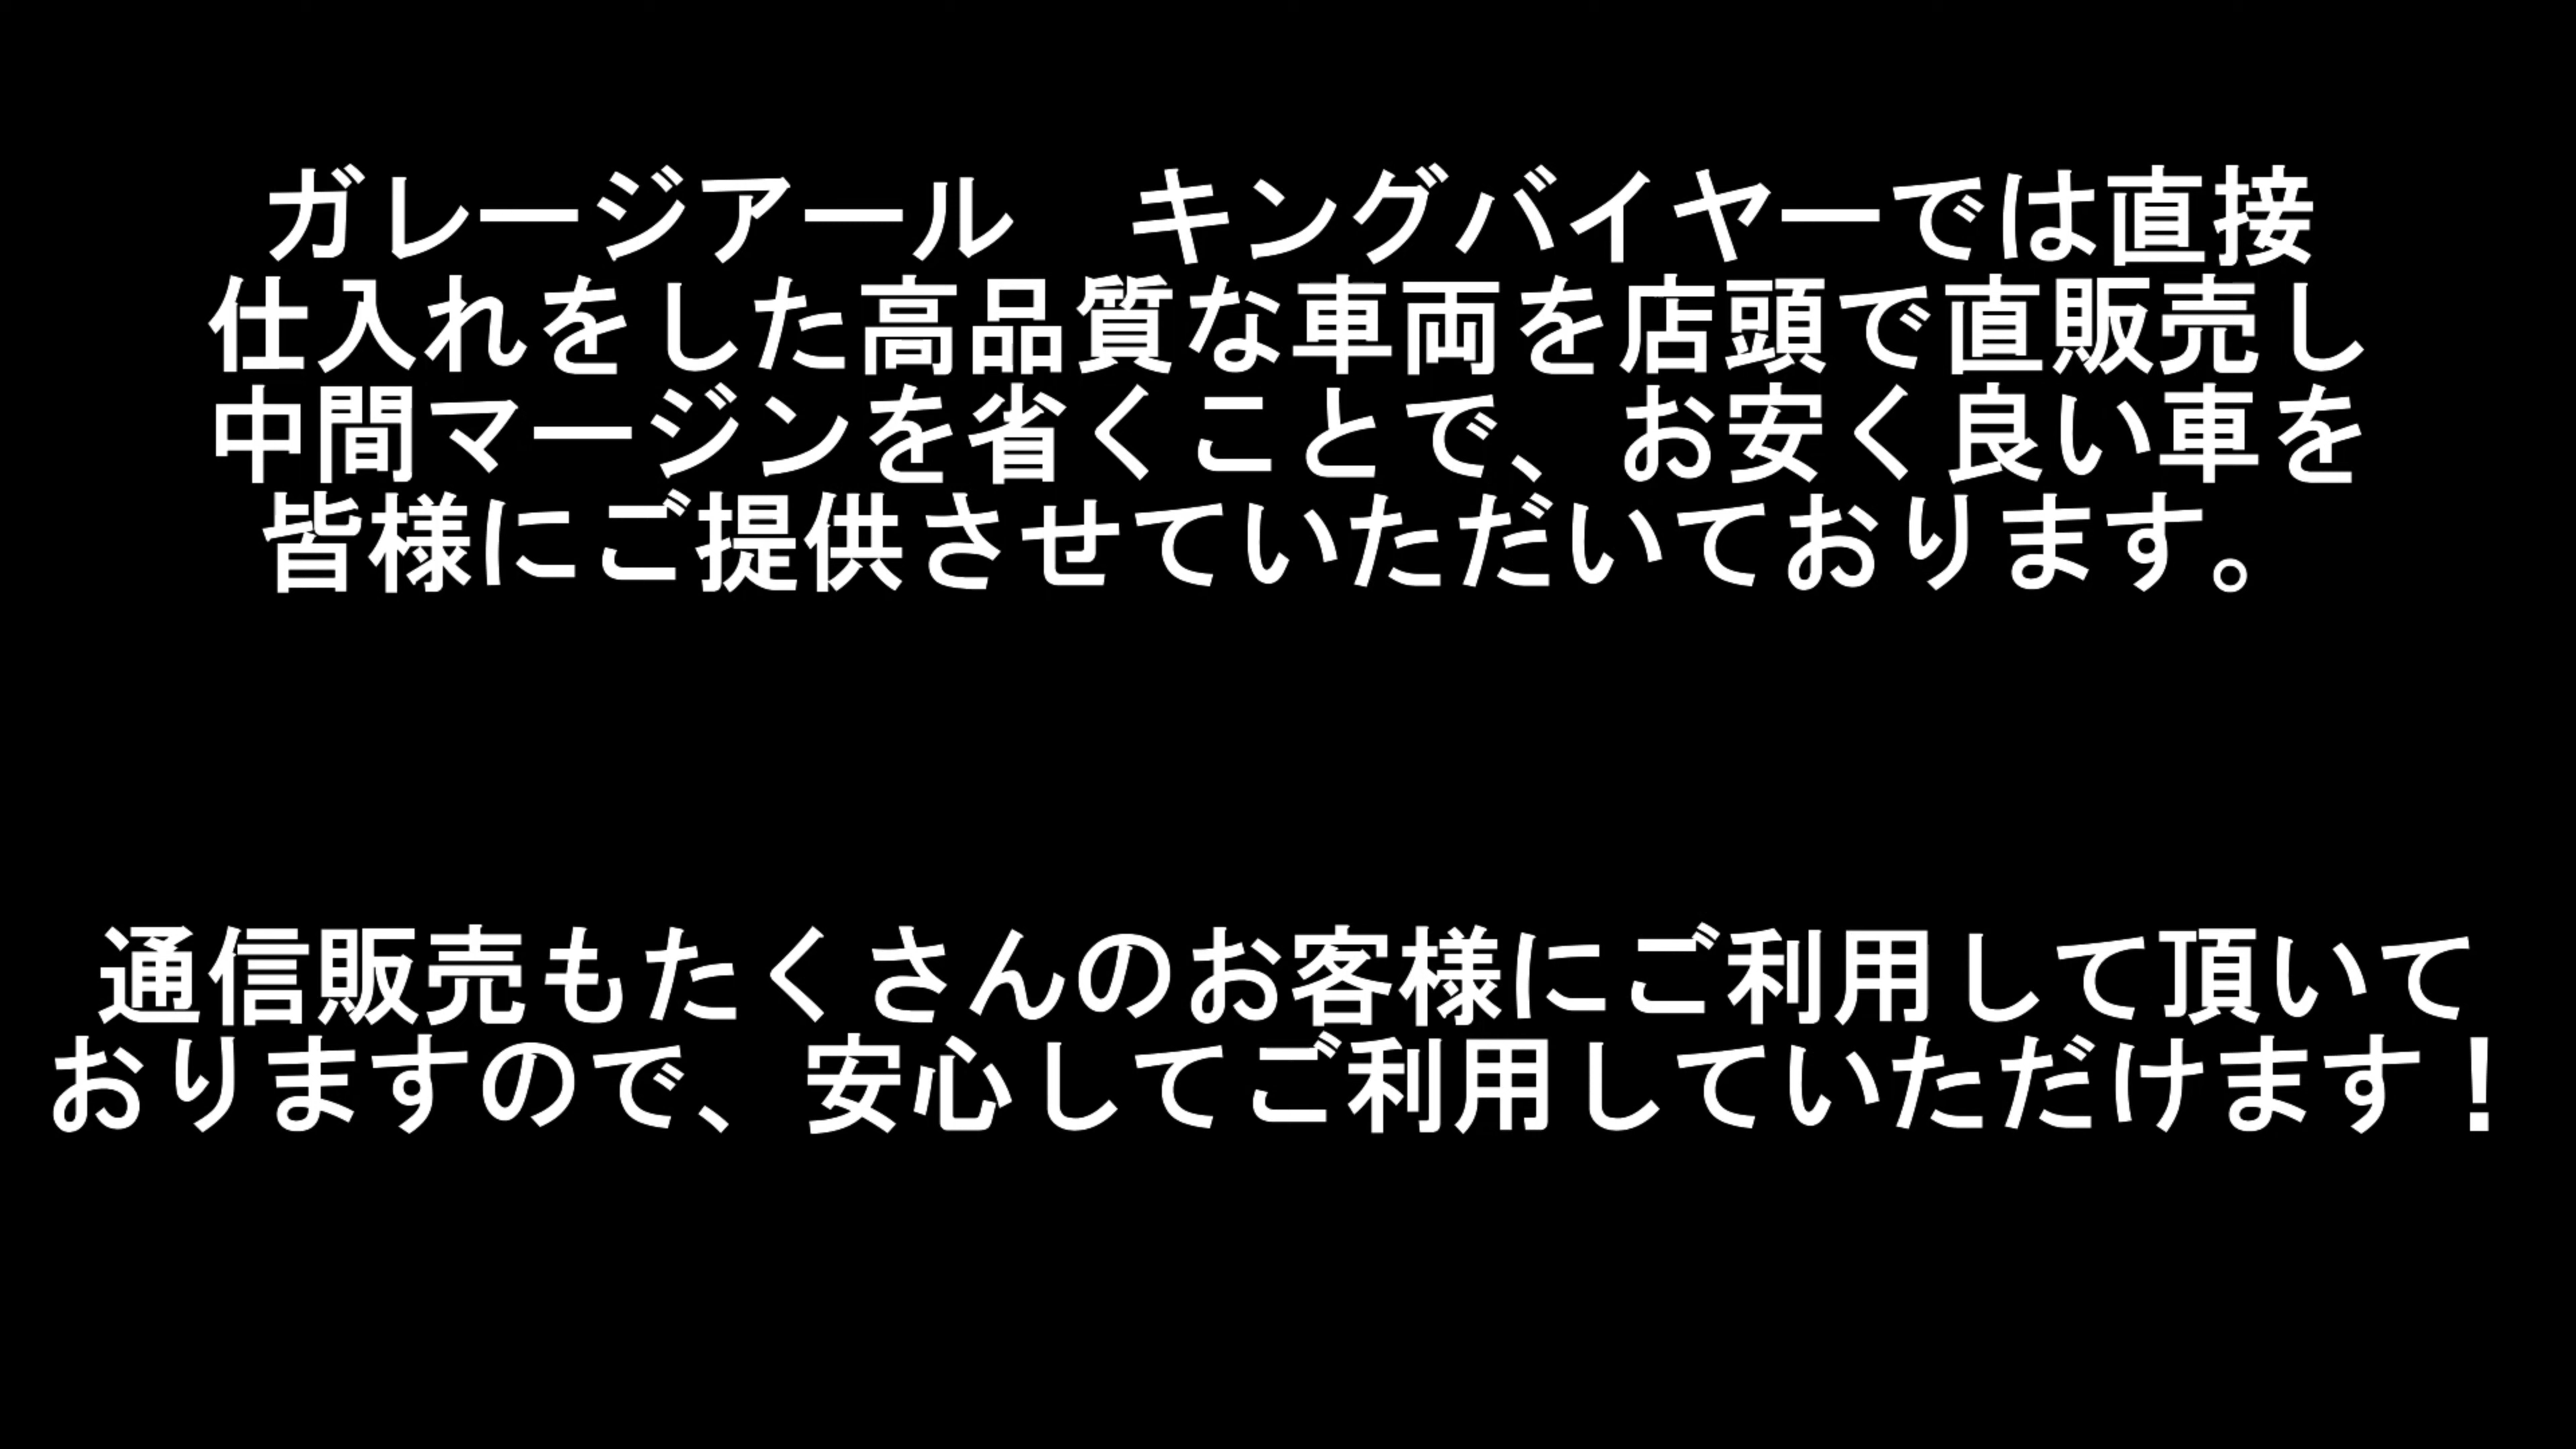 ガレージアール　キングバイヤーでは直接
仕入れをした高品質な車両を店頭で直販売し
中間マージンを省くことで、お安く良い車を
皆様にご提供させていただいております。
通信販売もたくさんのお客様にご利用して頂いて
おりますので、安心してご利用していただけます！